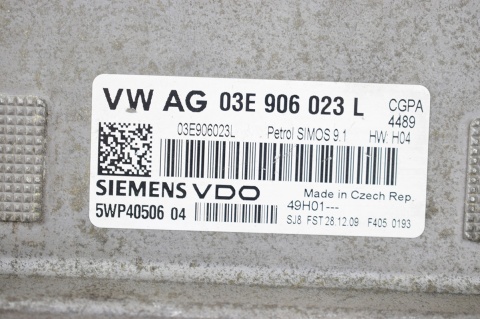 VW AG 03E 906 023 L CGPA
4489
03E906023L Petrol SIMOS 9.1 HW: H04
SIEMENS VDO Made in Czech Rep.
5WP40506 04 49H01---
SJ8 FST 28.12.09 F405 0193